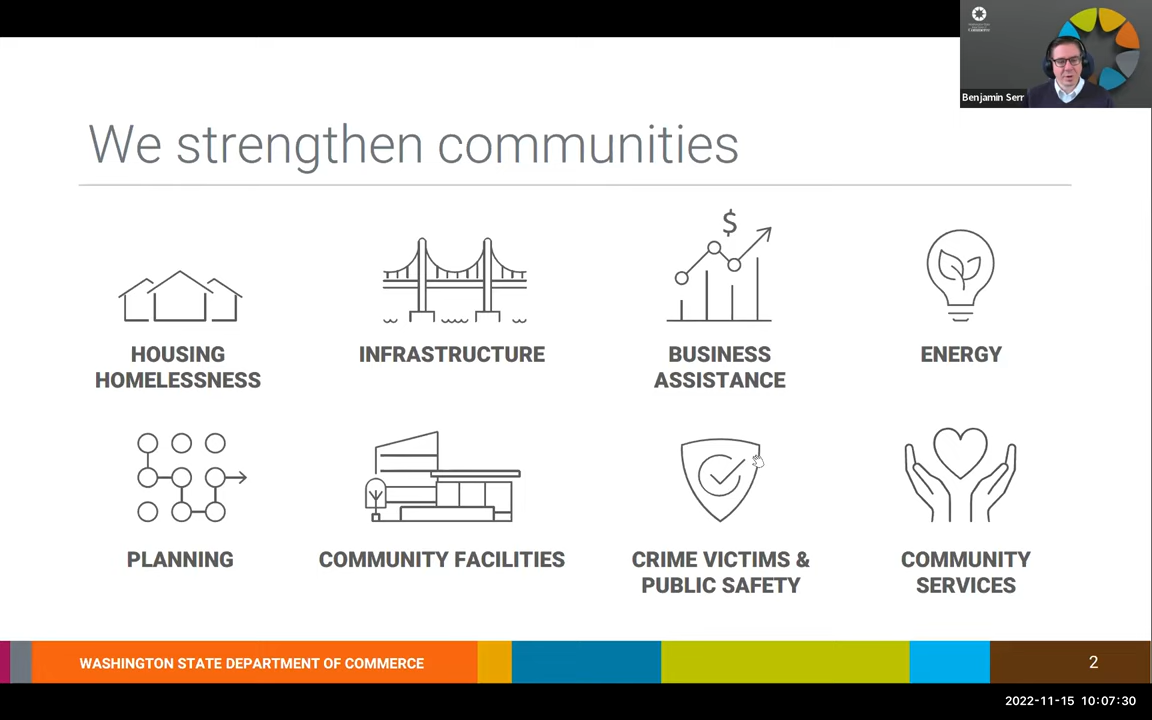 Commerce
Benjamin Serr
We strengthen communities
$
HOUSING
HOMELESSNESS
INFRASTRUCTURE
BUSINESS
ASSISTANCE
ENERGY
PLANNING
COMMUNITY FACILITIES
CRIME VICTIMS &
PUBLIC SAFETY
COMMUNITY
SERVICES
WASHINGTON STATE DEPARTMENT OF COMMERCE
2
2022-11-15 10:07:30